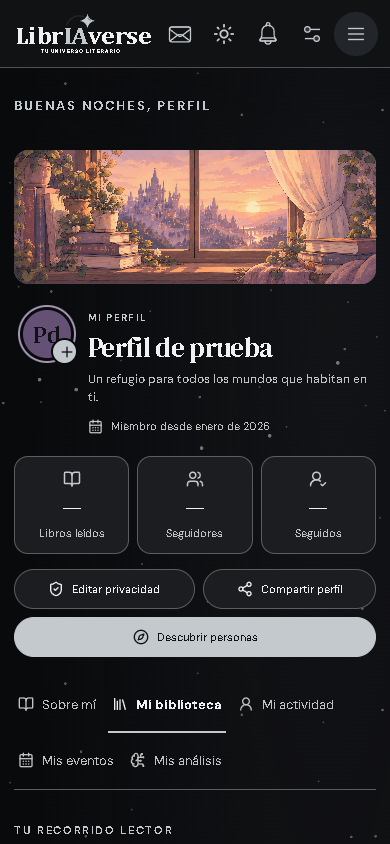 LibrIAverse
TU UNIVERSO LITERARIO
BUENAS NOCHES, PERFIL
MI PERFIL
Pd
Perfil de prueba
Un refugio para todos los mundos que habitan en
ti.
Miembro desde enero de 2026
— — —
Libros leídos Seguidores Seguidos
Editar privacidad Compartir perfil
Descubrir personas
Sobre mí Mi biblioteca Mi actividad
Mis eventos Mis análisis
TU RECORRIDO LECTOR